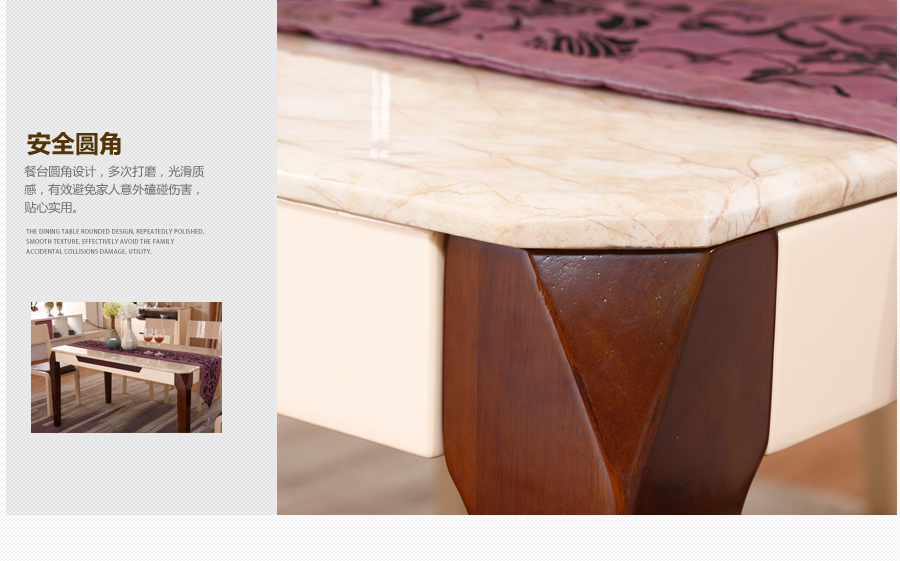 安全圆角
餐台圆角设计，多次打磨，光滑质
感，有效避免家人意外磕碰伤害，
贴心实用。
THE DINING TABLE ROUNDED DESIGN, REPEATEDLY POLISHED,
SMOOTH TEXTURE, EFFECTIVELY AVOID THE FAMILY
ACCIDENTAL COLLISIONS DAMAGE, UTILITY.